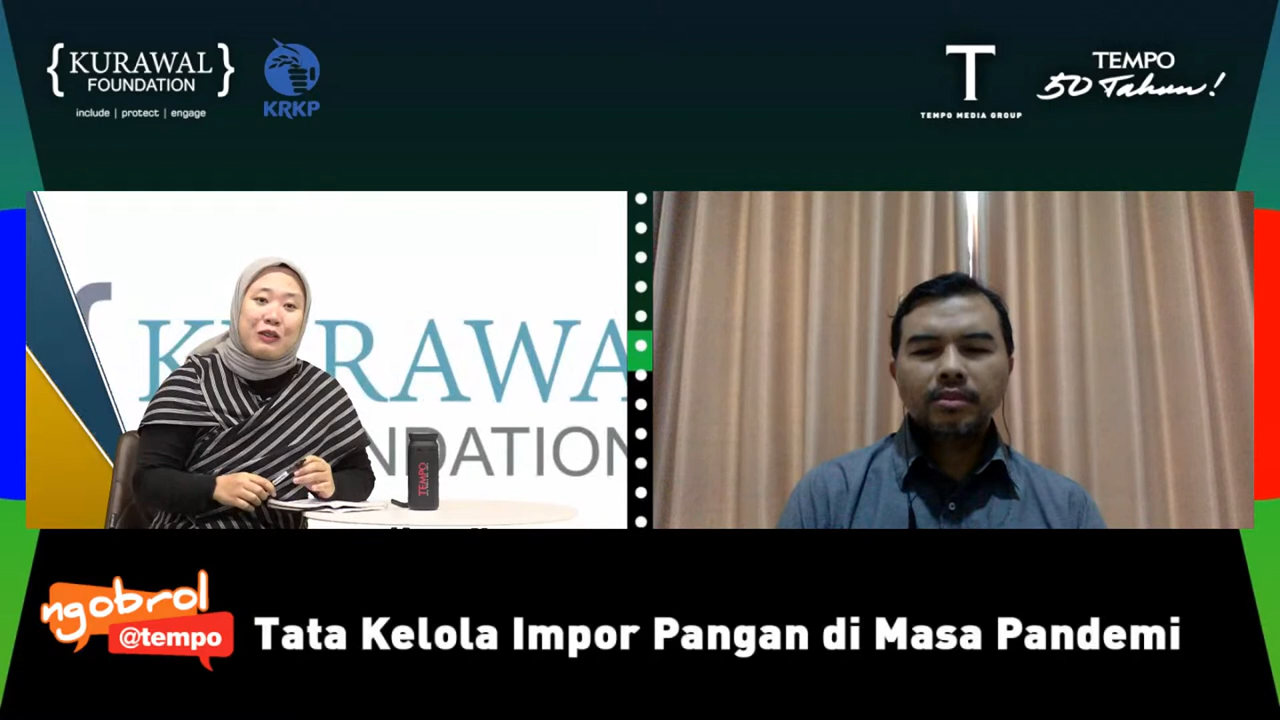 { KURAWAL }
FOUNDATION
include | protect | engage
KRKP
T
TEMPO MEDIA GROUP
TEMPO
50 Tahun!
KURAWA
FOUNDATION
TEMPO
ngobrol
@tempo
Tata Kelola Impor Pangan di Masa Pandemi